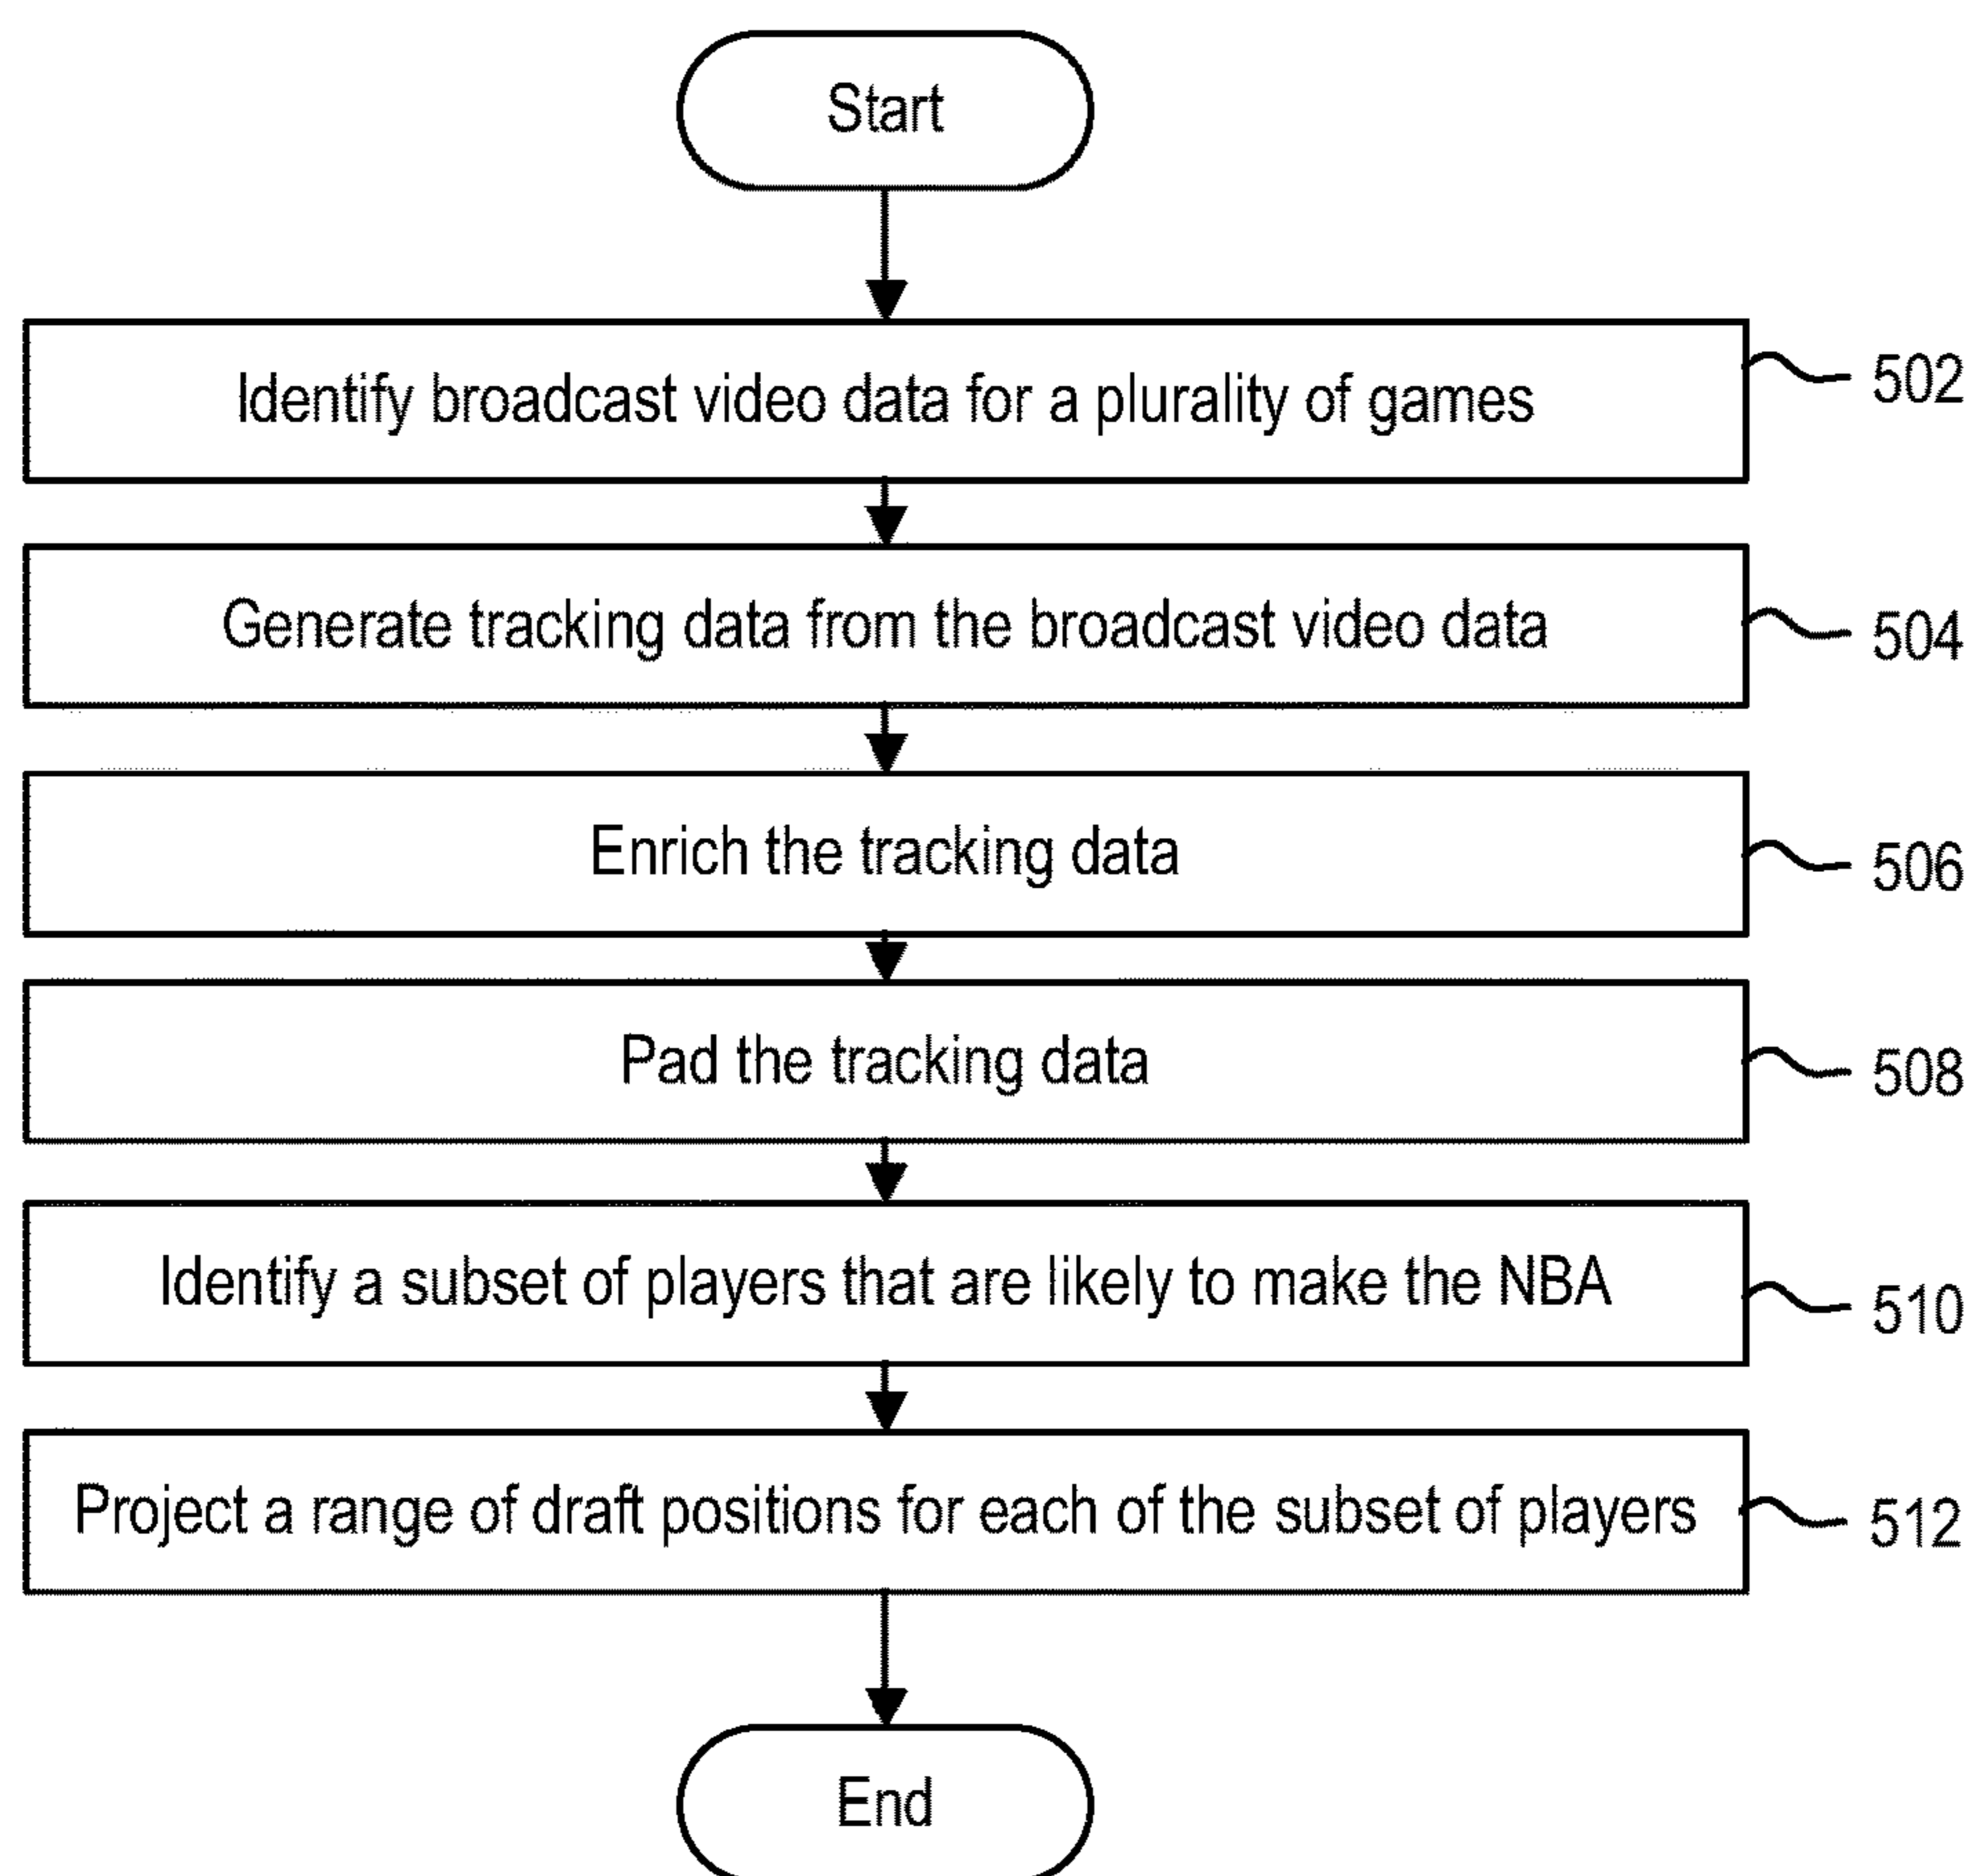 Start
Identify broadcast video data for a plurality of games
502
Generate tracking data from the broadcast video data
504
Enrich the tracking data
506
Pad the tracking data
508
Identify a subset of players that are likely to make the NBA
510
Project a range of draft positions for each of the subset of players
512
End